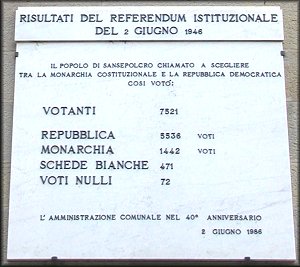 RISULTATI DEL REFERENDUM ISTITUZIONALE
DEL 2 GIUGNO 1946
IL POPOLO DI SANSEPOLCRO CHIAMATO A SCEGLIERE
TRA LA MONARCHIA COSTITUZIONALE E LA REPUBBLICA DEMOCRATICA
COSI VOTO':
VOTANTI 7521
REPUBBLICA 5536 VOTI
MONARCHIA 1442 VOTI
SCHEDE BIANCHE 471
VOTI NULLI 72
L'AMMINISTRAZIONE COMUNALE NEL 40° ANNIVERSARIO
2 GIUGNO 1986